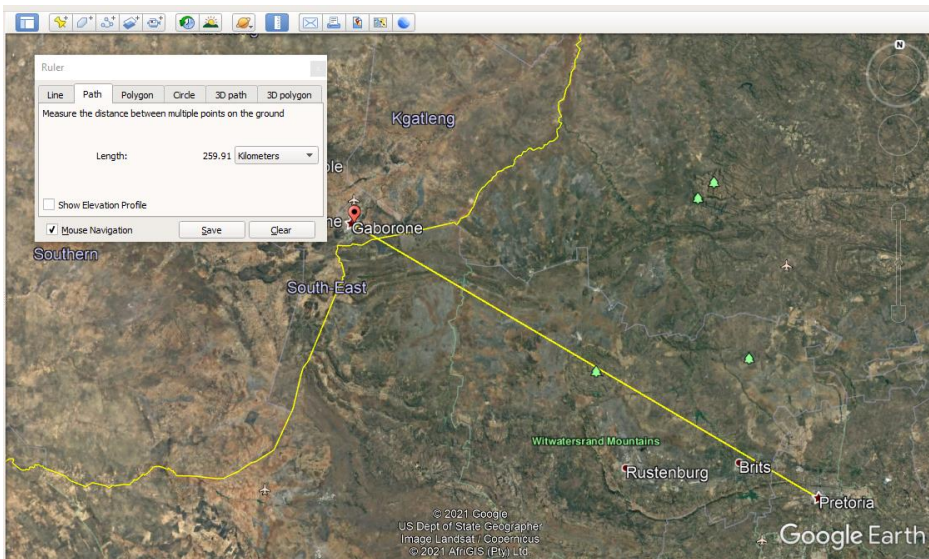 Ruler
Line Path Polygon Circle 3D path 3D polygon
Measure the distance between multiple points on the ground
Length: 259.91 Kilometers
Show Elevation Profile
Mouse Navigation Save Clear
N
Kgatleng
Gaborone
Southern
South-East
Witwatersrand Mountains
Rustenburg
Brits
Pretoria
© 2021 Google
US Dept of State Geographer
Image Landsat / Copernicus
© 2021 AfriGIS (Pty) Ltd.
Google Earth